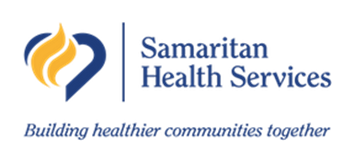 Samaritan
Health Services
Building healthier communities together